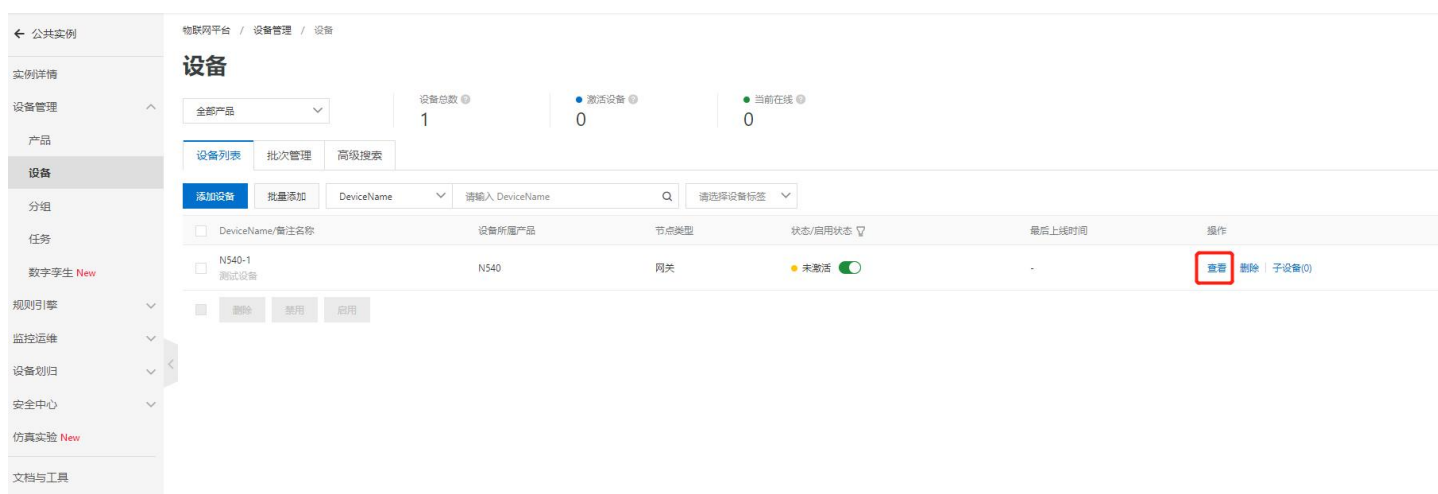 ← 公共实例
实例详情
设备管理
产品
设备
分组
任务
数字孪生 New
规则引擎
监控运维
设备划归
安全中心
仿真实验 New
文档与工具
物联网平台 / 设备管理 / 设备
设备
全部产品
设备总数
1
激活设备
0
当前在线
0
设备列表 批次管理 高级搜索
添加设备 批量添加 DeviceName 请输入 DeviceName 请选择设备标签
DeviceName/备注名称 设备所属产品 节点类型 状态/启用状态 最后上线时间 操作
N540-1 N540 网关 未激活 - 查看 删除 子设备(0)
测试设备
删除 禁用 启用